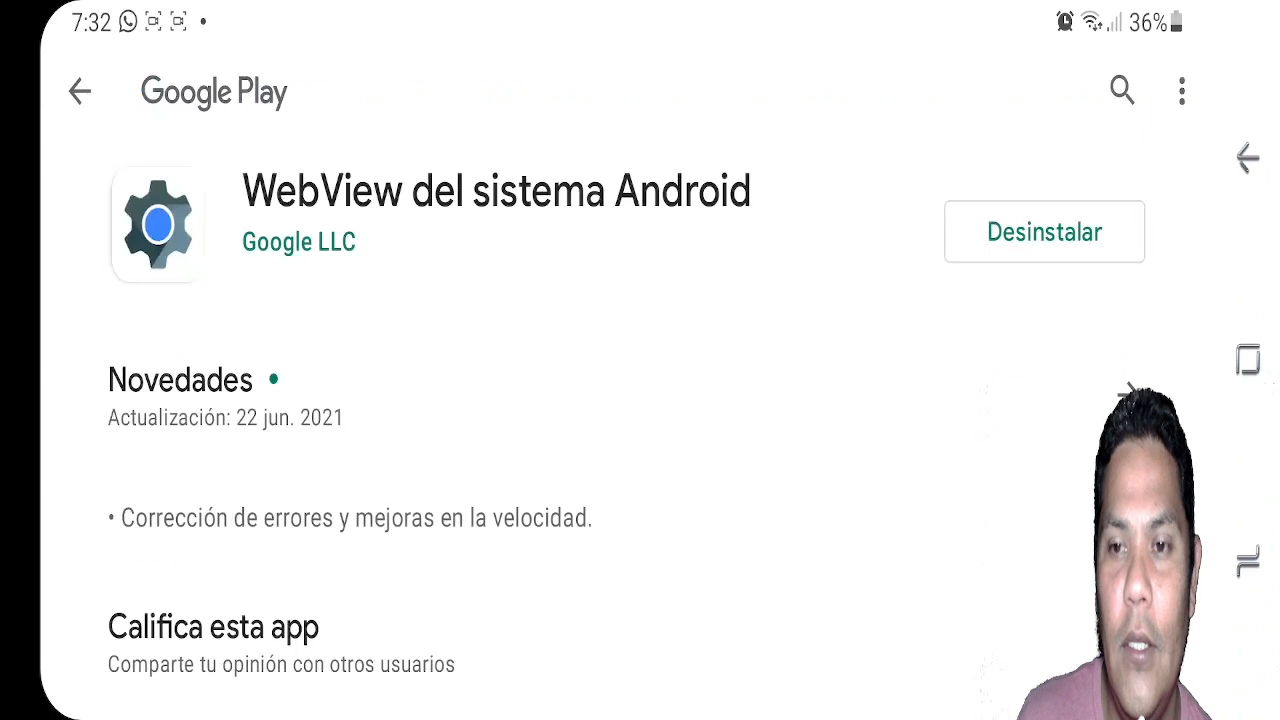 7:32 36%
Google Play
WebView del sistema Android
Google LLC
Desinstalar
Novedades •
Actualización: 22 jun. 2021
• Corrección de errores y mejoras en la velocidad.
Califica esta app
Comparte tu opinión con otros usuarios